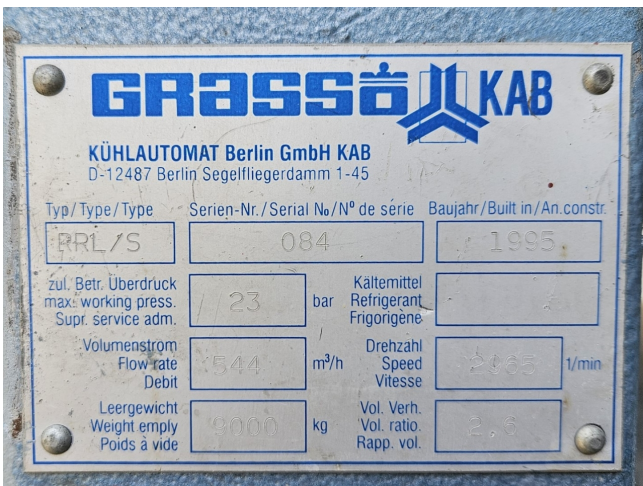 GRASSO KAB
KÜHLAUTOMAT Berlin GmbH KAB
D-12487 Berlin Segelfliegerdamm 1-45
Typ/Type/Type Serien-Nr./Serial No/N° de série Baujahr/Built in/An.constr.
RRL/S 084 1995
zul. Betr. Überdruck Kältemittel
max. working press. 23 bar Refrigerant
Supr. service adm. Frigorigène
Volumenstrom Drehzahl
Flow rate 544 m³/h Speed 1/min
Debit Vitesse
Leergewicht Vol. Verh.
Weight emply kg Vol. ratio. 2.6
Poids à vide Rapp. vol.